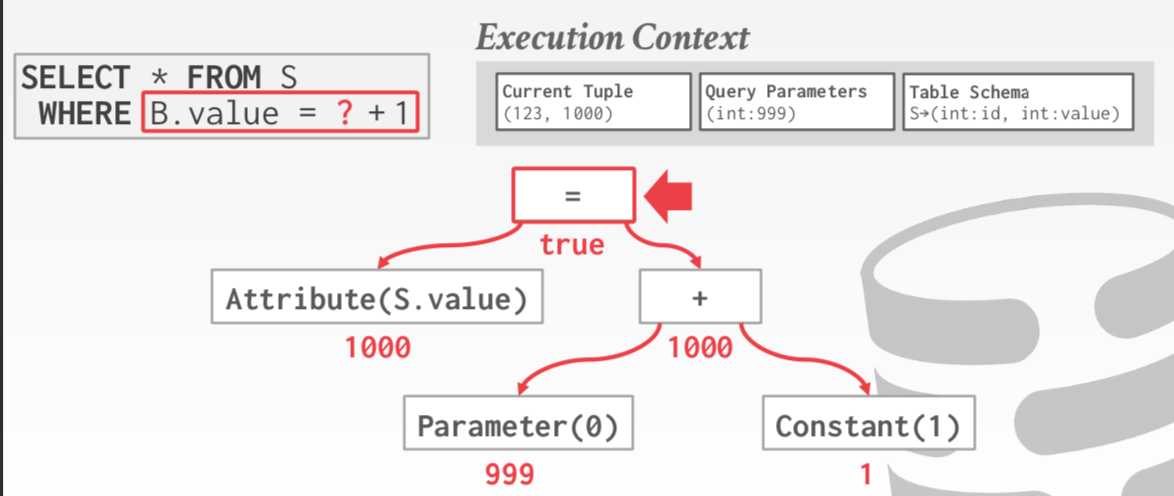 SELECT * FROM S
WHERE B.value = ? + 1
Execution Context
Current Tuple
(123, 1000)
Query Parameters
(int:999)
Table Schema
S→(int:id, int:value)
=
true
Attribute(S.value)
+
1000
1000
Parameter(0)
Constant(1)
999
1